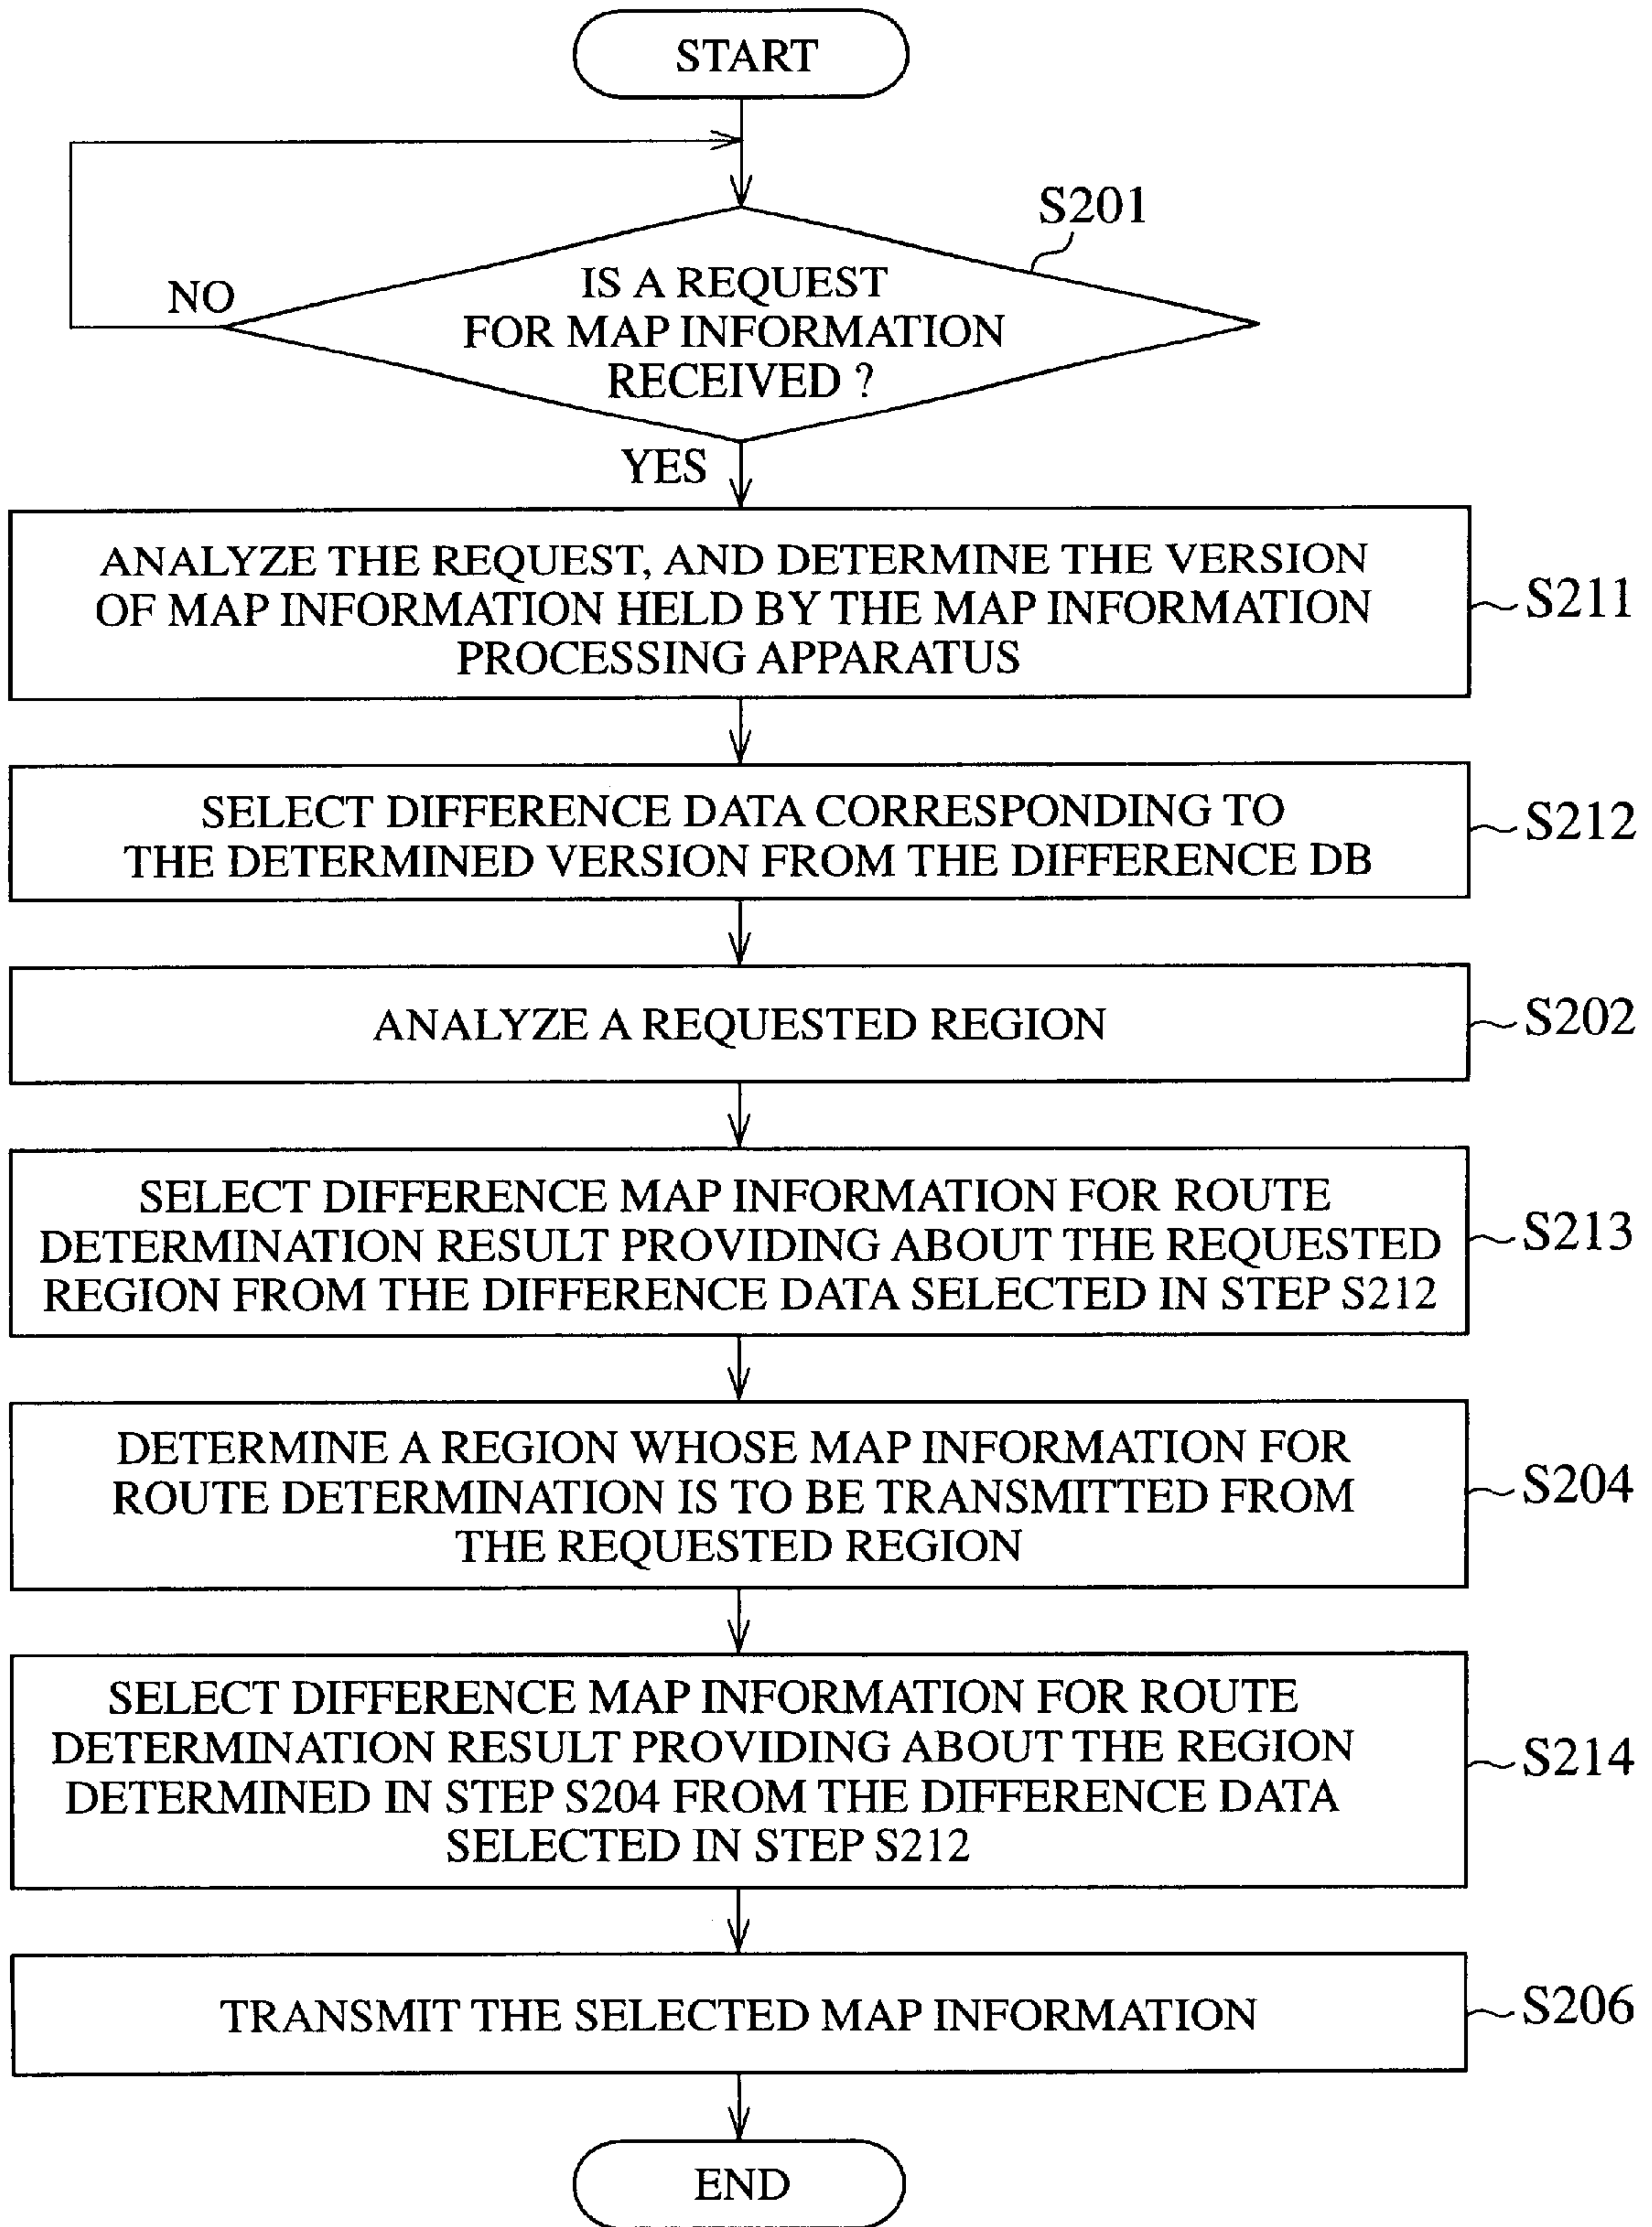 START
S201
NO
IS A REQUEST
FOR MAP INFORMATION
RECEIVED ?
YES
ANALYZE THE REQUEST, AND DETERMINE THE VERSION
OF MAP INFORMATION HELD BY THE MAP INFORMATION
PROCESSING APPARATUS
S211
SELECT DIFFERENCE DATA CORRESPONDING TO
THE DETERMINED VERSION FROM THE DIFFERENCE DB
S212
ANALYZE A REQUESTED REGION
S202
SELECT DIFFERENCE MAP INFORMATION FOR ROUTE
DETERMINATION RESULT PROVIDING ABOUT THE REQUESTED
REGION FROM THE DIFFERENCE DATA SELECTED IN STEP S212
S213
DETERMINE A REGION WHOSE MAP INFORMATION FOR
ROUTE DETERMINATION IS TO BE TRANSMITTED FROM
THE REQUESTED REGION
S204
SELECT DIFFERENCE MAP INFORMATION FOR ROUTE
DETERMINATION RESULT PROVIDING ABOUT THE REGION
DETERMINED IN STEP S204 FROM THE DIFFERENCE DATA
SELECTED IN STEP S212
S214
TRANSMIT THE SELECTED MAP INFORMATION
S206
END